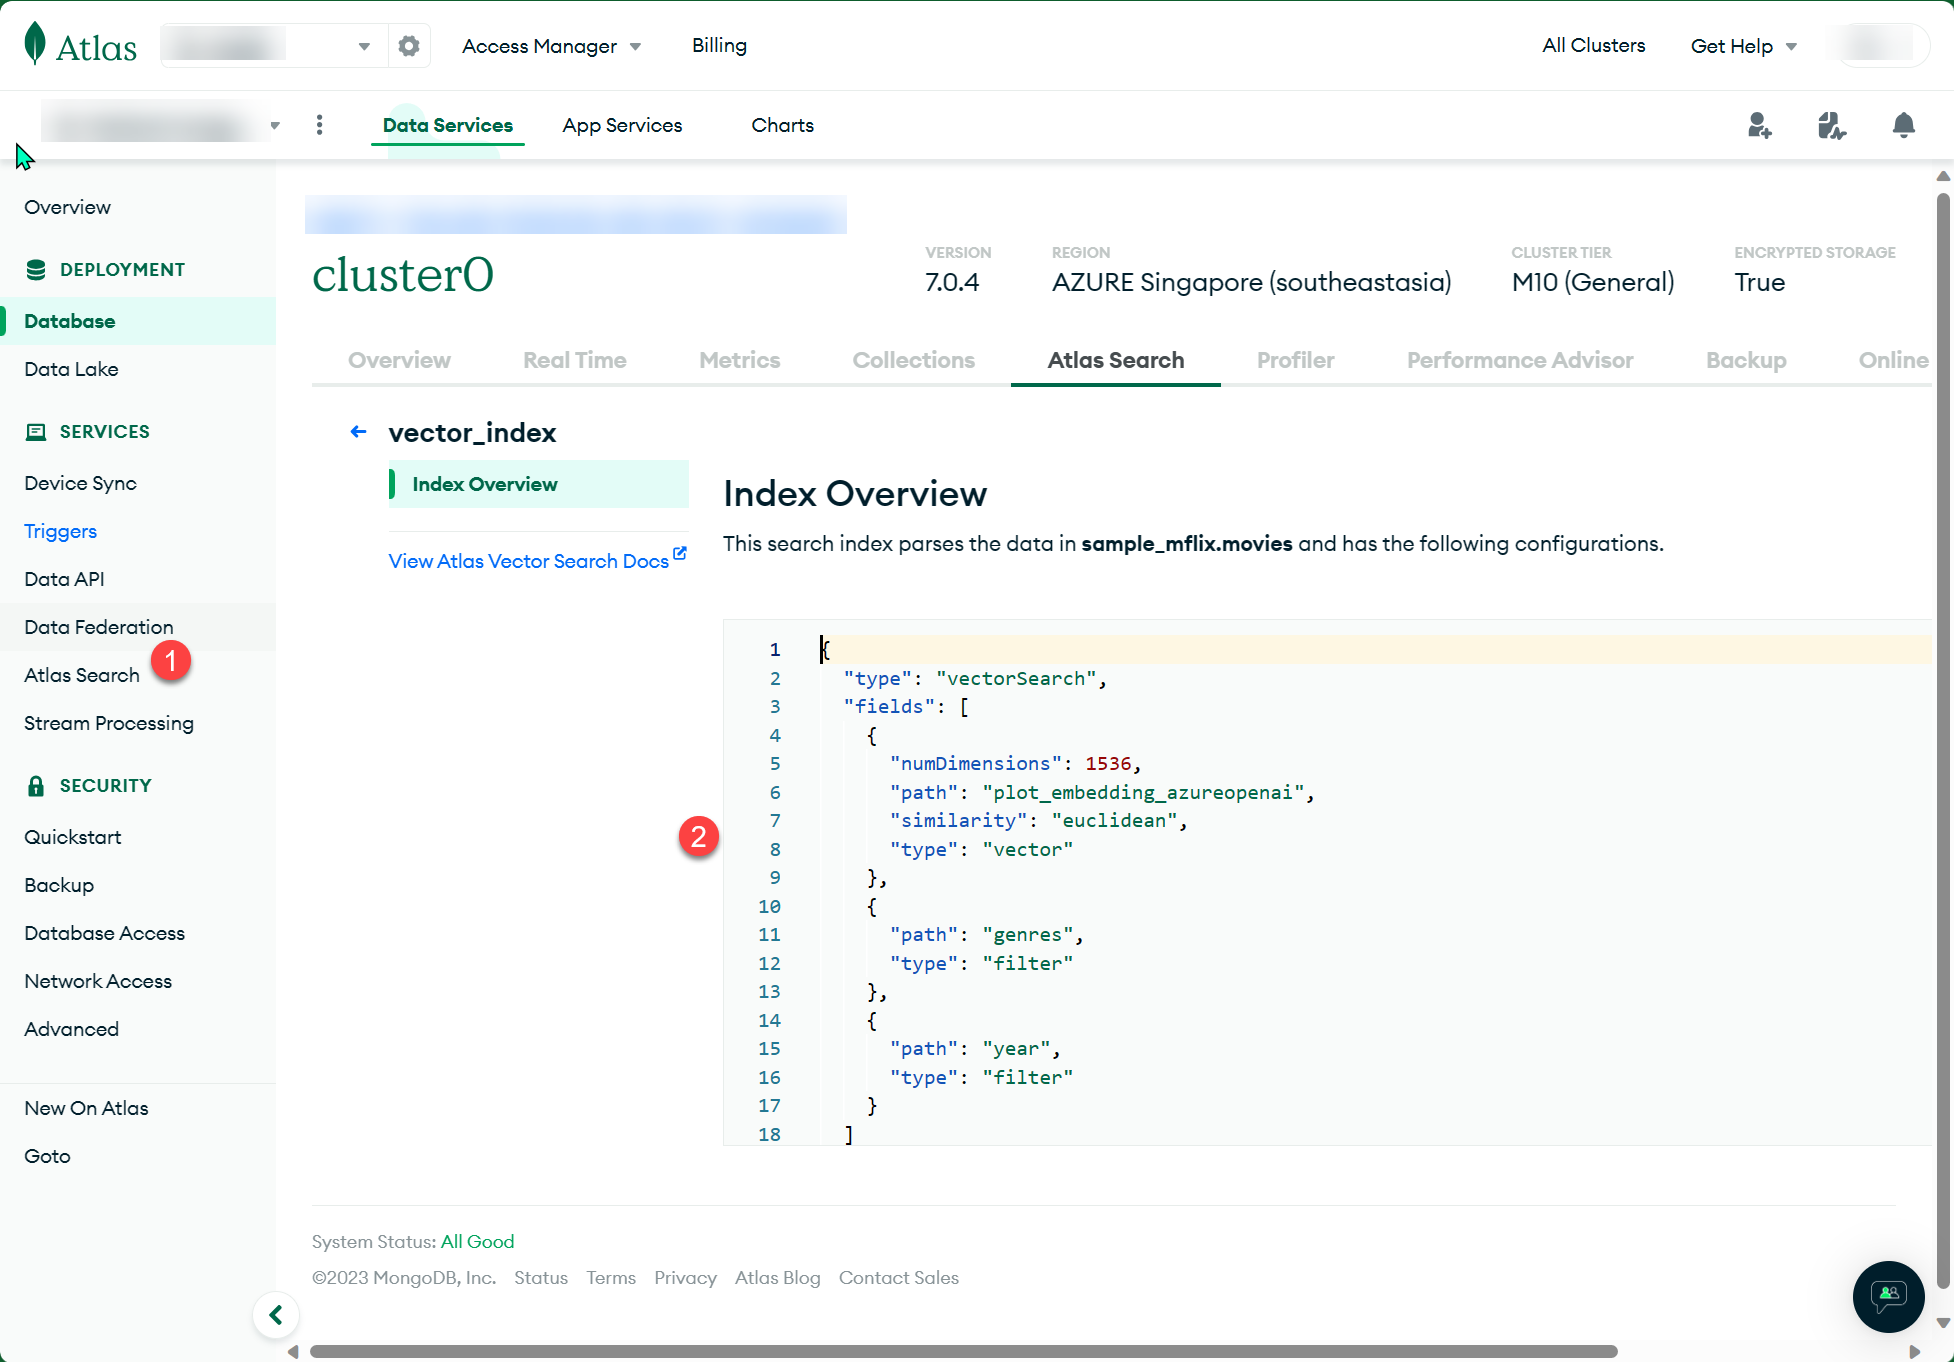 Atlas
Access Manager
Billing
All Clusters
Get Help
Data Services
App Services
Charts
Overview
DEPLOYMENT
Database
Data Lake
SERVICES
Device Sync
Triggers
Data API
Data Federation
Atlas Search
1
Stream Processing
SECURITY
Quickstart
Backup
Database Access
Network Access
Advanced
New On Atlas
Goto
cluster0
VERSION
7.0.4
REGION
AZURE Singapore (southeastasia)
CLUSTER TIER
M10 (General)
ENCRYPTED STORAGE
True
Overview
Real Time
Metrics
Collections
Atlas Search
Profiler
Performance Advisor
Backup
Online
vector_index
Index Overview
View Atlas Vector Search Docs
Index Overview
This search index parses the data in sample_mflix.movies and has the following configurations.
2
1 {
2 "type": "vectorSearch",
3 "fields": [
4 {
5 "numDimensions": 1536,
6 "path": "plot_embedding_azureopenai",
7 "similarity": "euclidean",
8 "type": "vector"
9 },
10 {
11 "path": "genres",
12 "type": "filter"
13 },
14 {
15 "path": "year",
16 "type": "filter"
17 }
18 ]
System Status: All Good
©2023 MongoDB, Inc. Status Terms Privacy Atlas Blog Contact Sales